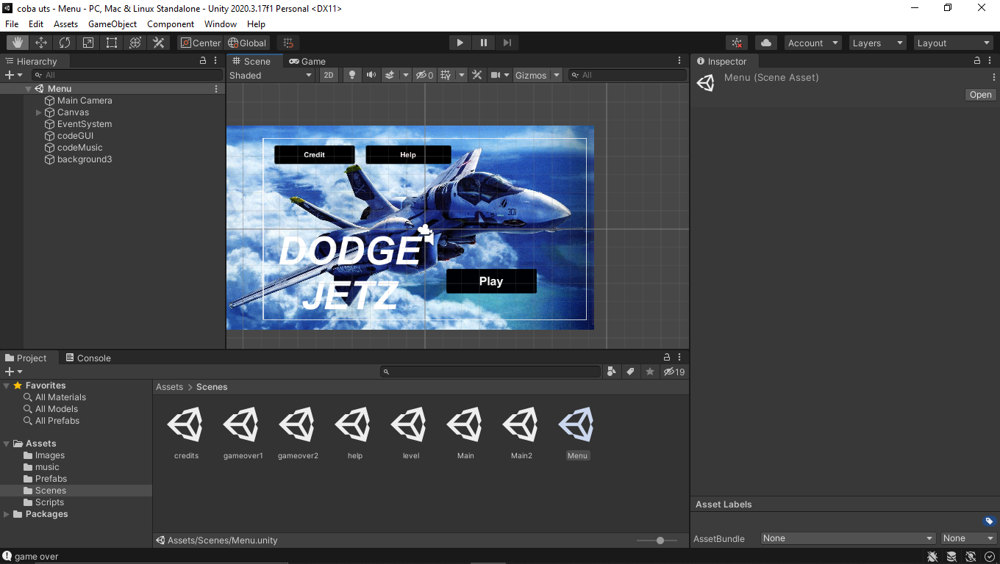 coba uts - Menu - PC, Mac & Linux Standalone - Unity 2020.3.17f1 Personal <DX11>
File Edit Assets GameObject Component Window Help
Center Global Account Layers Layout
Hierarchy
All
Menu
Main Camera
Canvas
EventSystem
codeGUI
codeMusic
background3
Scene Game
Shaded 2D 0 Gizmos All
Credit Help
301
DODGE
JETZ
Play
Inspector
Menu (Scene Asset)
Open
Project Console
19
Favorites
All Materials
All Models
All Prefabs
Assets
Images
music
Prefabs
Scenes
Scripts
Packages
Assets > Scenes
credits gameover1 gameover2 help level Main Main2 Menu
Assets/Scenes/Menu.unity
Asset Labels
AssetBundle None None
game over